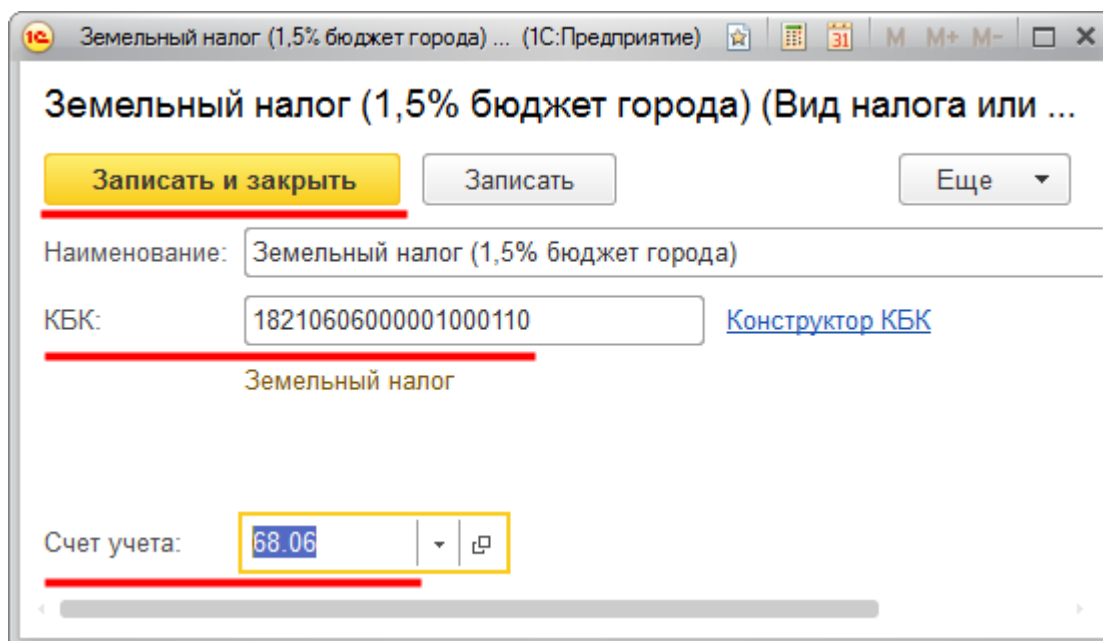 Земельный налог (1,5% бюджет города) ... (1С:Предприятие) 31 M M+ M-
Земельный налог (1,5% бюджет города) (Вид налога или ...
Записать и закрыть Записать Еще
Наименование: Земельный налог (1,5% бюджет города)
КБК: 18210606000001000110 Конструктор КБК
Земельный налог
Счет учета: 68.06